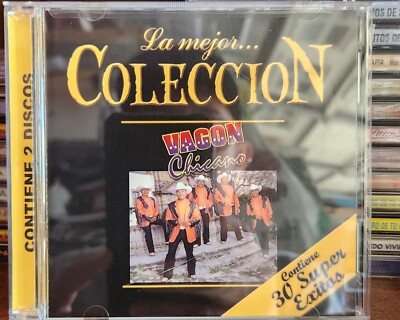 La mejor...
COLECCION
VAGON
Chicano
CONTIENE 2 DISCOS
Contiene
30 Super
Exitos